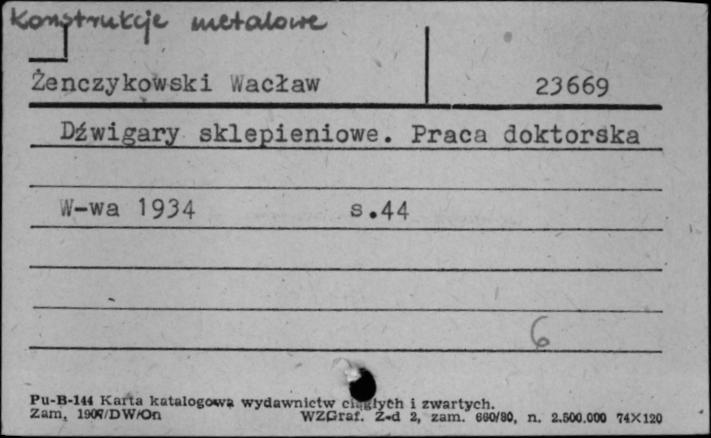 Konstrukcje metalowe
Żenczykowski Wacław 23669
Dźwigary sklepieniowe. Praca doktorska
W-wa 1934 s.44
6
Pu-B-144 Karta katalogowa wydawnictw ciągłych i zwartych.
Zam. 1907/DW/On WZGraf. Z-d 2, zam. 660/80, n. 2.500.000 74X120